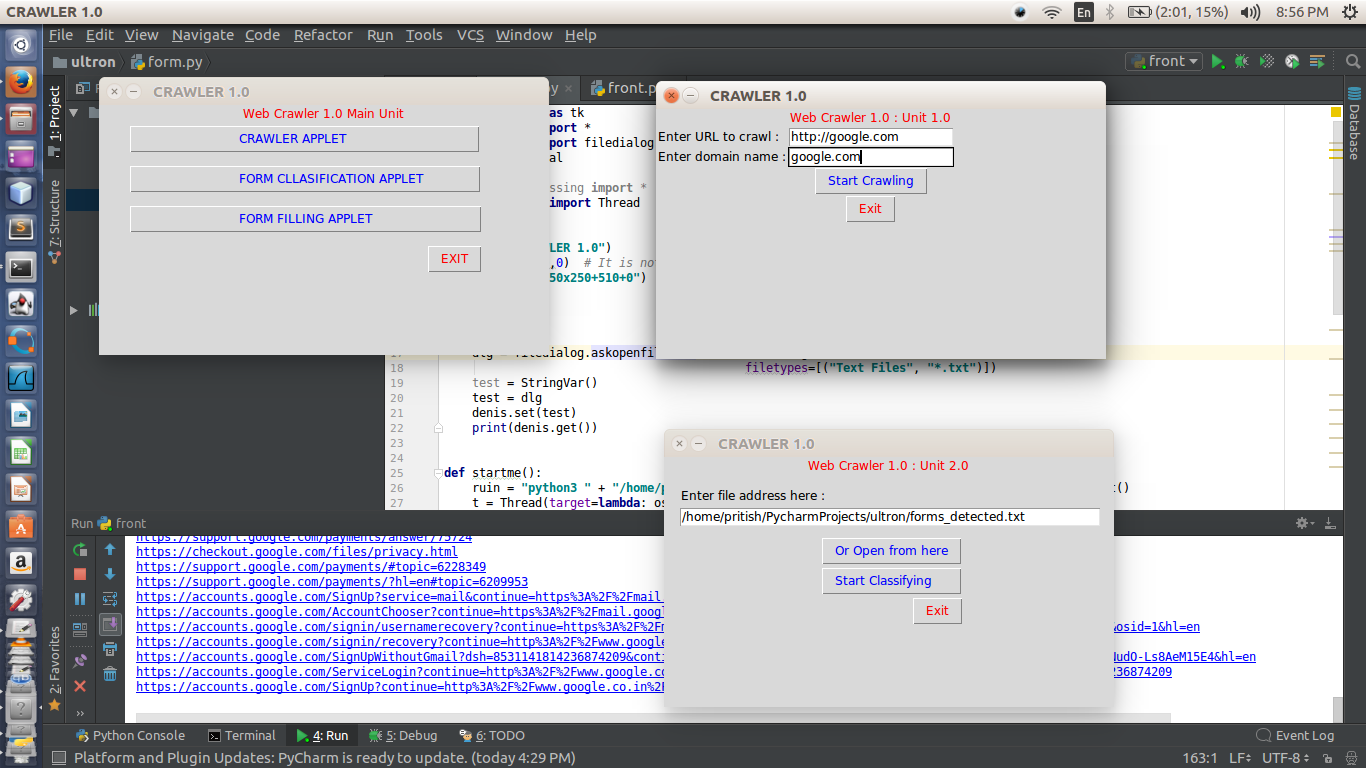 CRAWLER 1.0
En
(2:01, 15%)
8:56 PM
File Edit View Navigate Code Refactor Run Tools VCS Window Help
ultron
form.py
front
1: Project
7: Structure
2: Favorites
Database
CRAWLER 1.0
Web Crawler 1.0 Main Unit
CRAWLER APPLET
FORM CLLASIFICATION APPLET
FORM FILLING APPLET
EXIT
front.p
CRAWLER 1.0
Web Crawler 1.0 : Unit 1.0
Enter URL to crawl : http://google.com
Enter domain name : google.com
Start Crawling
Exit
as tk
port *
port filedialog
al
ssing import *
import Thread
LER 1.0")
,0) # It is no
50x250+510+0")
dlg = filedialog.askopenfil
18 filetypes=[("Text Files", "*.txt")])
19 test = StringVar()
20 test = dlg
21 denis.set(test)
22 print(denis.get())
23
24
25 def startme():
26 ruin = "python3 " + "/home/p
27 t = Thread(target=lambda: os
CRAWLER 1.0
Web Crawler 1.0 : Unit 2.0
Enter file address here :
/home/pritish/PycharmProjects/ultron/forms_detected.txt
Or Open from here
Start Classifying
Exit
Run front
https://support.google.com/payments/answer/75724
https://checkout.google.com/files/privacy.html
https://support.google.com/payments/#topic=6228349
https://support.google.com/payments/?hl=en#topic=6209953
https://accounts.google.com/SignUp?service=mail&continue=https%3A%2F%2Fmail.
https://accounts.google.com/AccountChooser?continue=https%3A%2F%2Fmail.googl
https://accounts.google.com/signin/usernamerecovery?continue=https%3A%2F%2Fm &osid=1&hl=en
https://accounts.google.com/signin/recovery?continue=http%3A%2F%2Fwww.google
https://accounts.google.com/SignUpWithoutGmail?dsh=8531141814236874209&conti udO-Ls8AeM15E4&hl=en
https://accounts.google.com/ServiceLogin?continue=http%3A%2F%2Fwww.google.co 236874209
https://accounts.google.com/SignUp?continue=http%3A%2F%2Fwww.google.co.in%2F
Python Console Terminal 4: Run 5: Debug 6: TODO Event Log
Platform and Plugin Updates: PyCharm is ready to update. (today 4:29 PM) 163:1 LF UTF-8